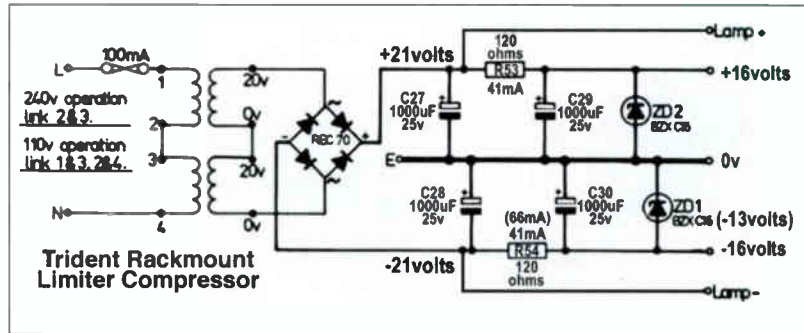 100mA
L
1
240v operation
link 2&3.
2
110v operation
link 1&3, 2&4.
3
N
4
20v
0v
20v
0v
~
-
REC 70
+
~
+21volts
-21volts
Lamp +
120
ohms
R53
41mA
+16volts
+
C27
1000uF
25v
+
C29
1000uF
25v
ZD2
BZX C16
E
0v
+
C28
1000uF
25v
+
C30
1000uF
25v
ZD1
BZX C16
(-13volts)
(66mA)
41mA
R54
120
ohms
-16volts
Lamp-
Trident Rackmount
Limiter Compressor